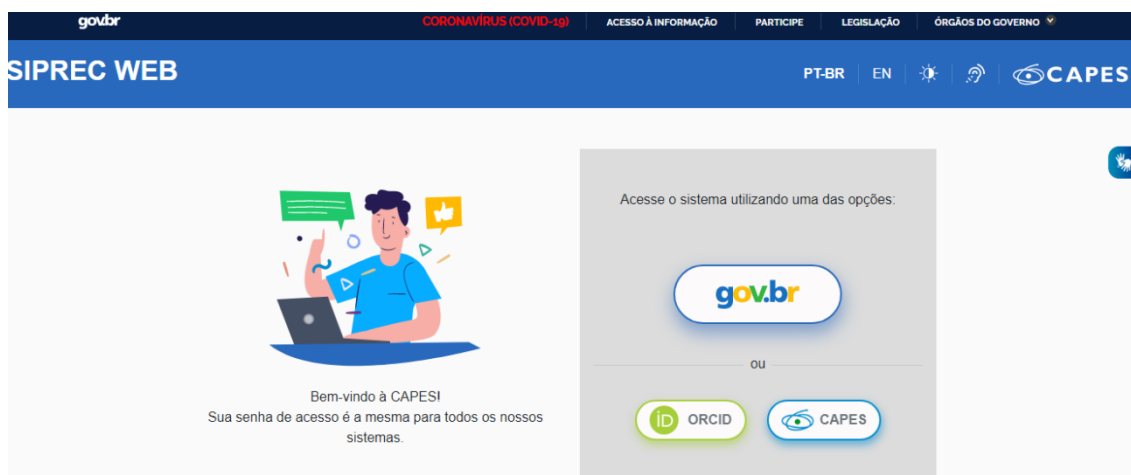 gov.br CORONAVÍRUS (COVID-19) ACESSO À INFORMAÇÃO PARTICIPE LEGISLAÇÃO ÓRGÃOS DO GOVERNO
SIPREC WEB PT-BR EN CAPES
Acesse o sistema utilizando uma das opções:
gov.br
ou
iD ORCID CAPES
Bem-vindo à CAPES!
Sua senha de acesso é a mesma para todos os nossos
sistemas.